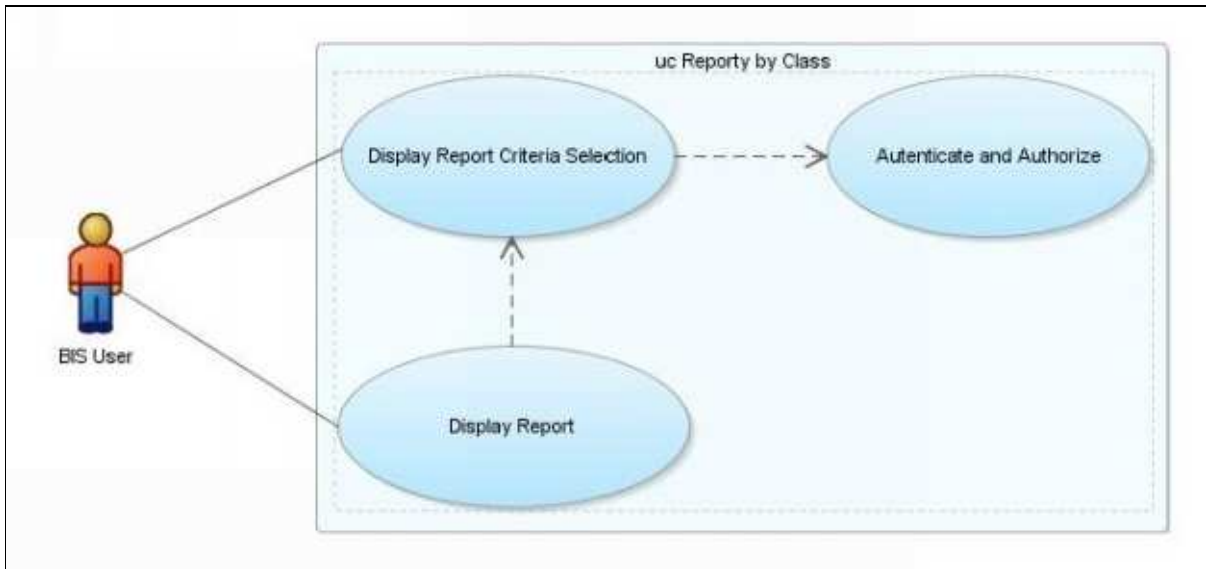 uc Reporty by Class
Display Report Criteria Selection
Autenticate and Authorize
BIS User
Display Report